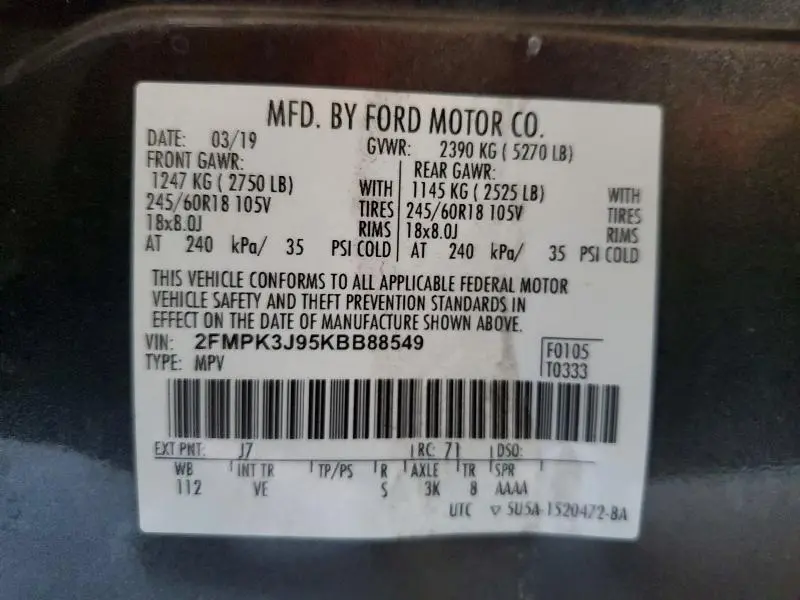 MFD. BY FORD MOTOR CO.
DATE: 03/19 GVWR: 2390 KG ( 5270 LB)
FRONT GAWR: REAR GAWR:
1247 KG ( 2750 LB) WITH 1145 KG ( 2525 LB) WITH
245/60R18 105V TIRES 245/60R18 105V TIRES
18x8.0J RIMS 18x8.0J RIMS
AT 240 kPa/ 35 PSI COLD AT 240 kPa/ 35 PSI COLD
THIS VEHICLE CONFORMS TO ALL APPLICABLE FEDERAL MOTOR
VEHICLE SAFETY AND THEFT PREVENTION STANDARDS IN
EFFECT ON THE DATE OF MANUFACTURE SHOWN ABOVE.
VIN: 2FMPK3J95KBB88549 F0105
TYPE: MPV T0333
EXT PNT: J7 RC: 71 DSO:
WB INT TR TP/PS R AXLE TR SPR
112 VE S 3K 8 AAAA
UTC ▽ 5U5A-1520472-BA